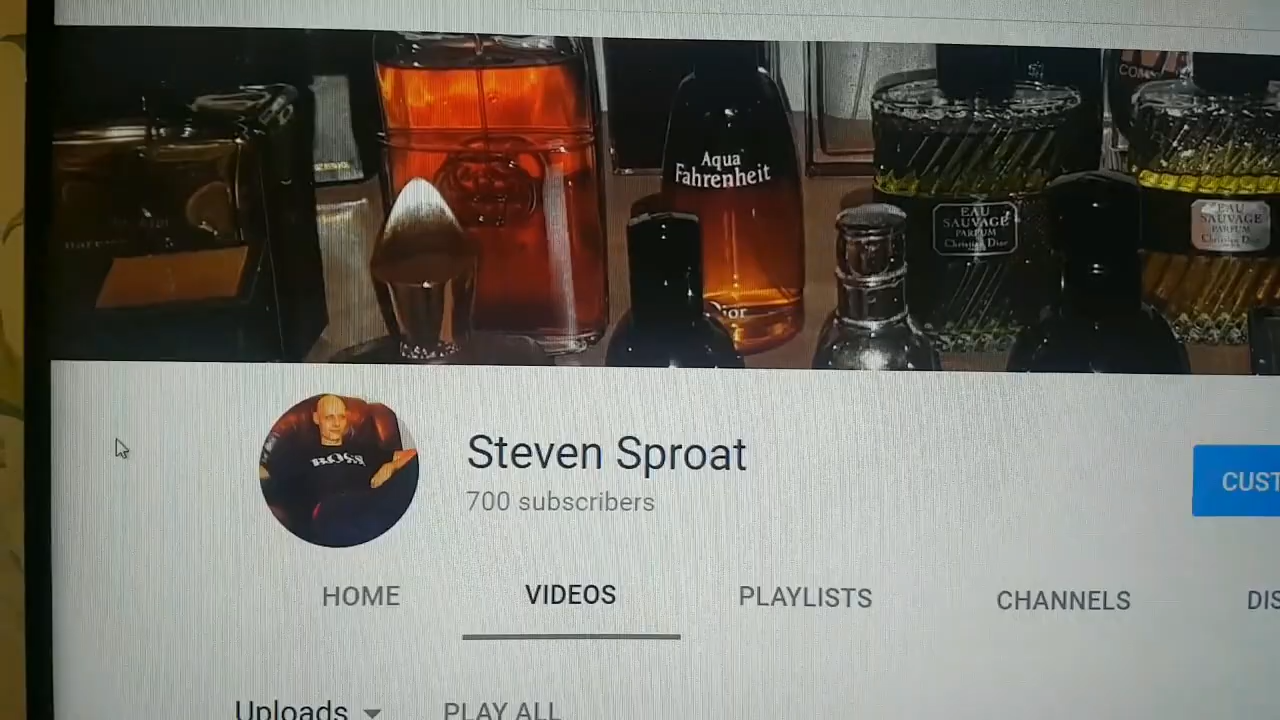 COM
Aqua
Fahrenheit
EAU
SAUVAGE
PARFUM
Christian Dior
EAU
SAUVAGE
PARFUM
Christian Dior
BOSS
Steven Sproat
700 subscribers
CUST
HOME VIDEOS PLAYLISTS CHANNELS DIS
Uploads PLAY ALL